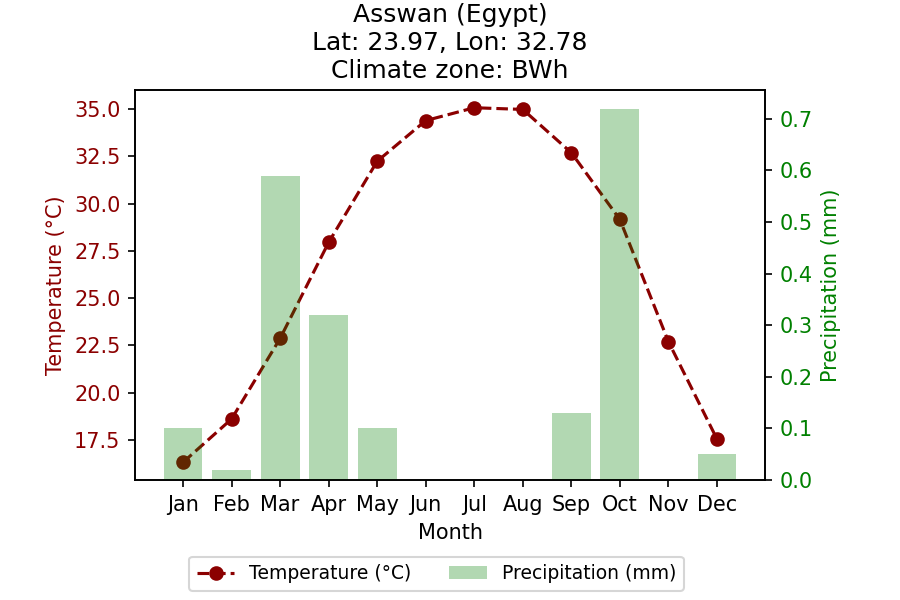 Asswan (Egypt)
Lat: 23.97, Lon: 32.78
Climate zone: BWh
Temperature (°C)
35.0
32.5
30.0
27.5
25.0
22.5
20.0
17.5
0.7
0.6
0.5
0.4
0.3
0.2
0.1
0.0
Precipitation (mm)
Jan Feb Mar Apr May Jun Jul Aug Sep Oct Nov Dec
Month
Temperature (°C) Precipitation (mm)